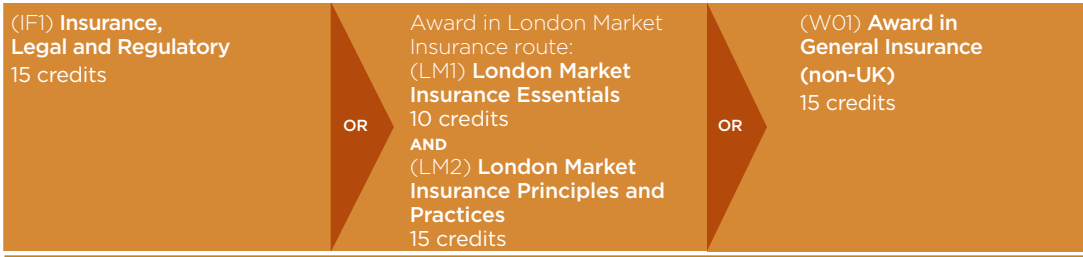 (IF1) Insurance,
Legal and Regulatory
15 credits
OR
Award in London Market
Insurance route:
(LM1) London Market
Insurance Essentials
10 credits
AND
(LM2) London Market
Insurance Principles and
Practices
15 credits
OR
(W01) Award in
General Insurance
(non-UK)
15 credits